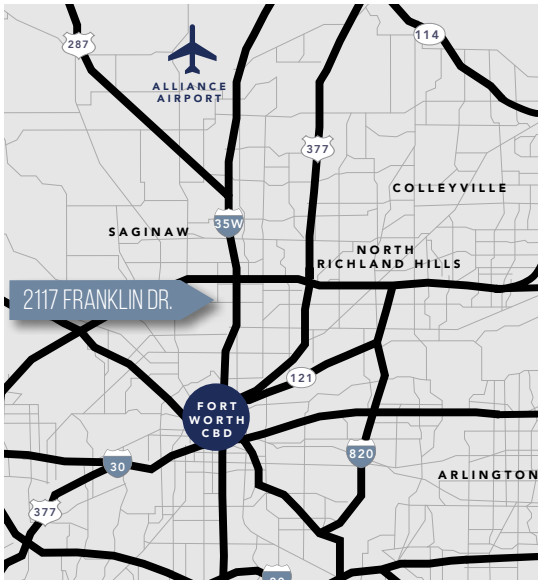 287
114
ALLIANCE
AIRPORT
377
COLLEYVILLE
35W
SAGINAW
NORTH
RICHLAND HILLS
2117 FRANKLIN DR.
121
FORT
WORTH
CBD
820
30
ARLINGTON
377